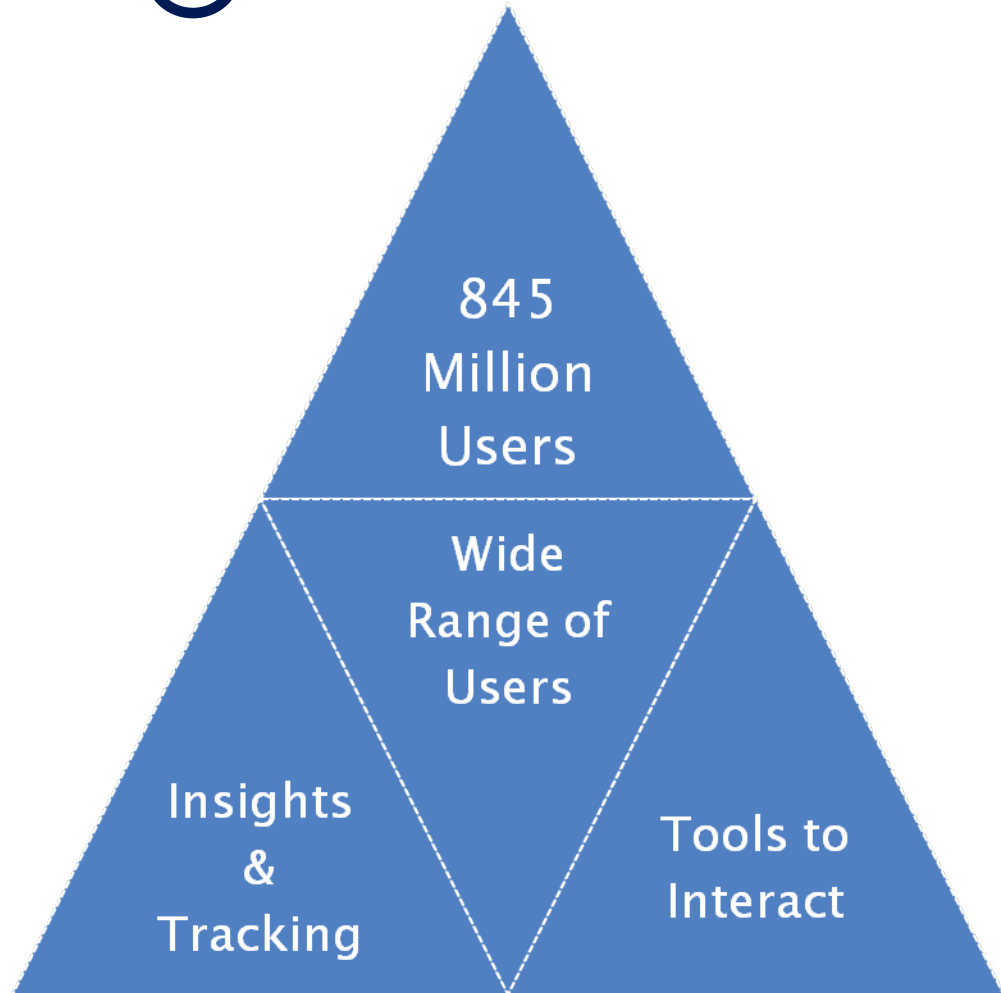 845
Million
Users
Wide
Range of
Users
Insights
&
Tracking
Tools to
Interact